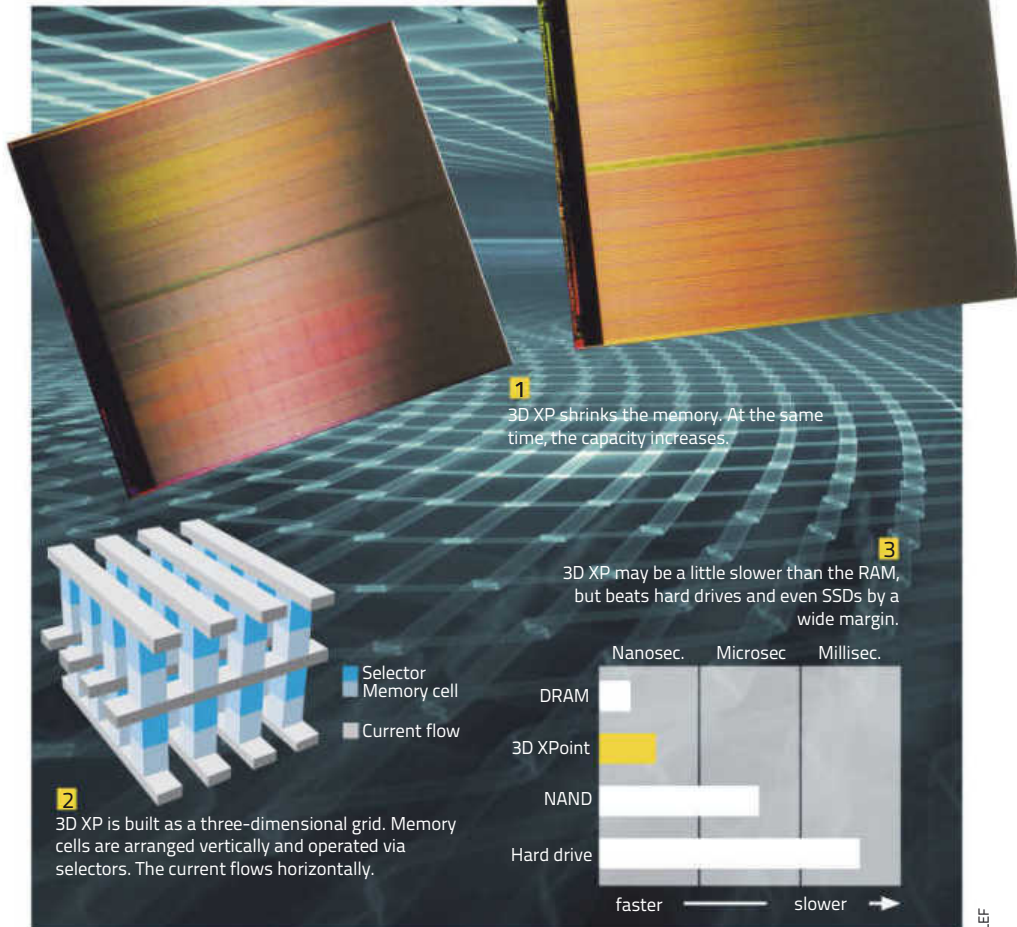 1
3D XP shrinks the memory. At the same
time, the capacity increases.
Selector
Memory cell
Current flow
2
3D XP is built as a three-dimensional grid. Memory
cells are arranged vertically and operated via
selectors. The current flows horizontally.
3
3D XP may be a little slower than the RAM,
but beats hard drives and even SSDs by a
wide margin.
Nanosec. Microsec Millisec.
DRAM
3D XPoint
NAND
Hard drive
faster slower
LEF